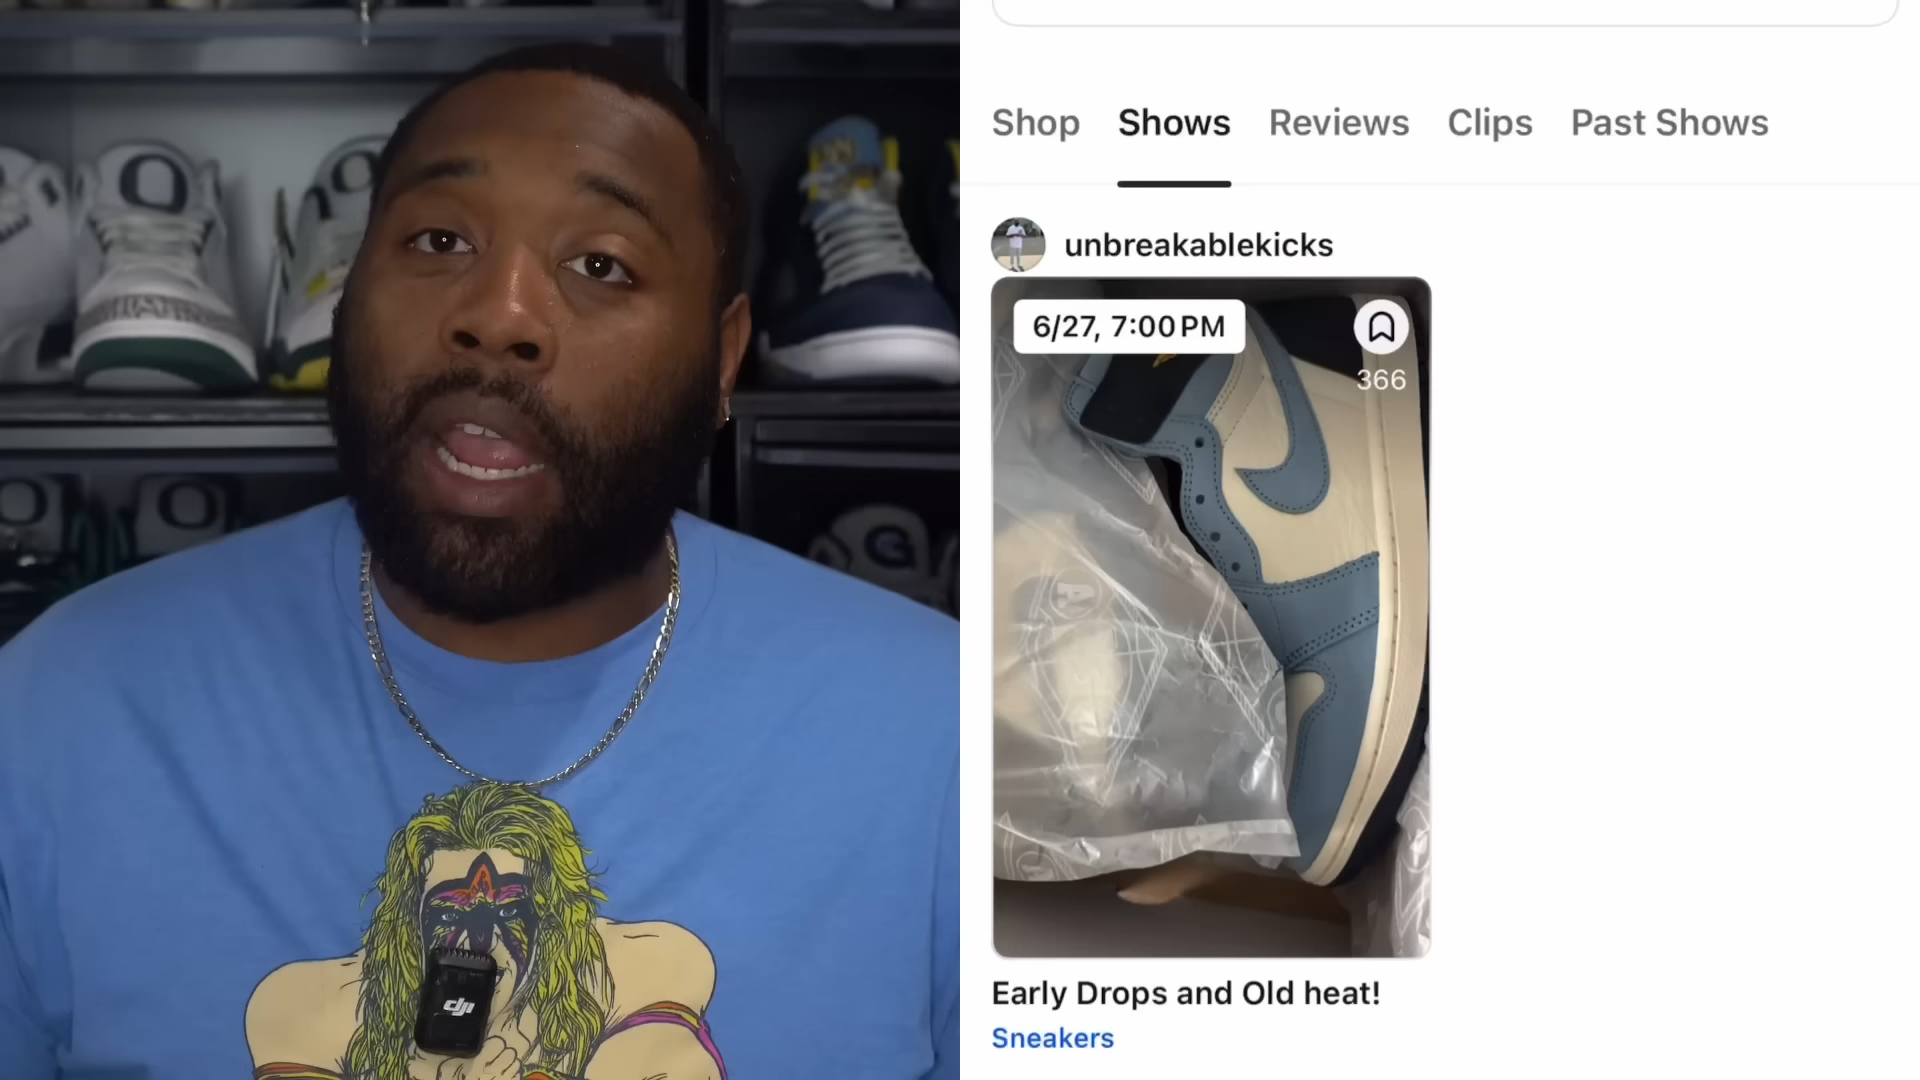 dji
Shop Shows Reviews Clips Past Shows
unbreakablekicks
6/27, 7:00 PM
366
Early Drops and Old heat!
Sneakers